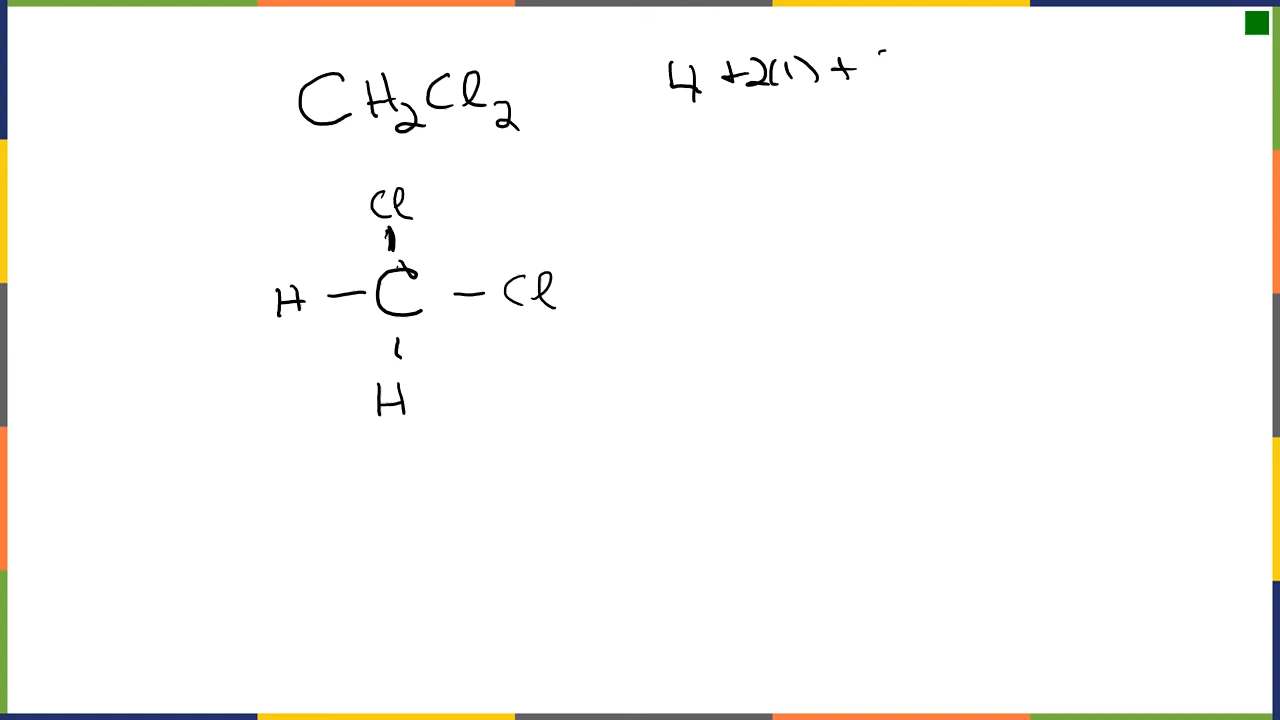 CH₂Cl₂ 4 + 2(1) +
Cl
H — C — Cl
H